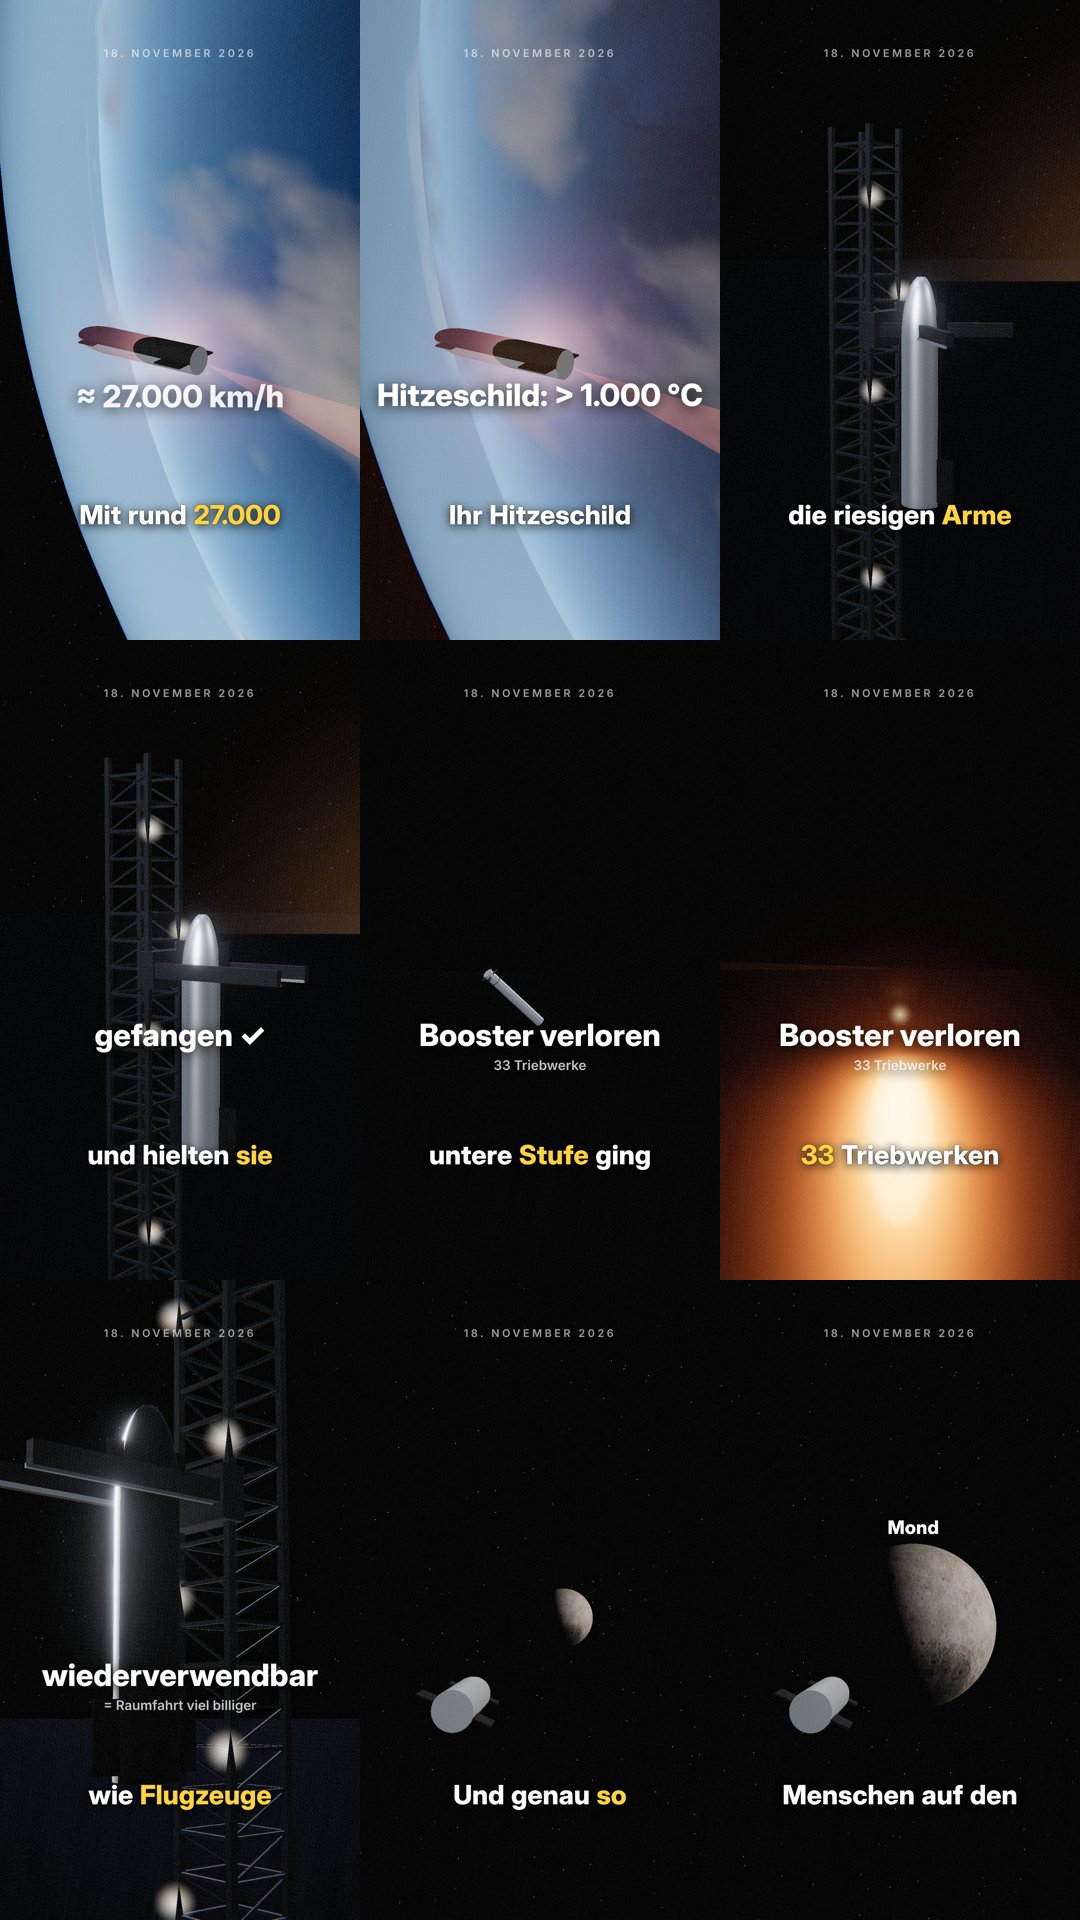 18. NOVEMBER 2026
≈ 27.000 km/h
Mit rund 27.000
18. NOVEMBER 2026
Hitzeschild: > 1.000 °C
Ihr Hitzeschild
18. NOVEMBER 2026
die riesigen Arme
18. NOVEMBER 2026
gefangen ✓
und hielten sie
18. NOVEMBER 2026
Booster verloren
33 Triebwerke
untere Stufe ging
18. NOVEMBER 2026
Booster verloren
33 Triebwerke
33 Triebwerken
18. NOVEMBER 2026
wiederverwendbar
= Raumfahrt viel billiger
wie Flugzeuge
18. NOVEMBER 2026
Und genau so
18. NOVEMBER 2026
Mond
Menschen auf den